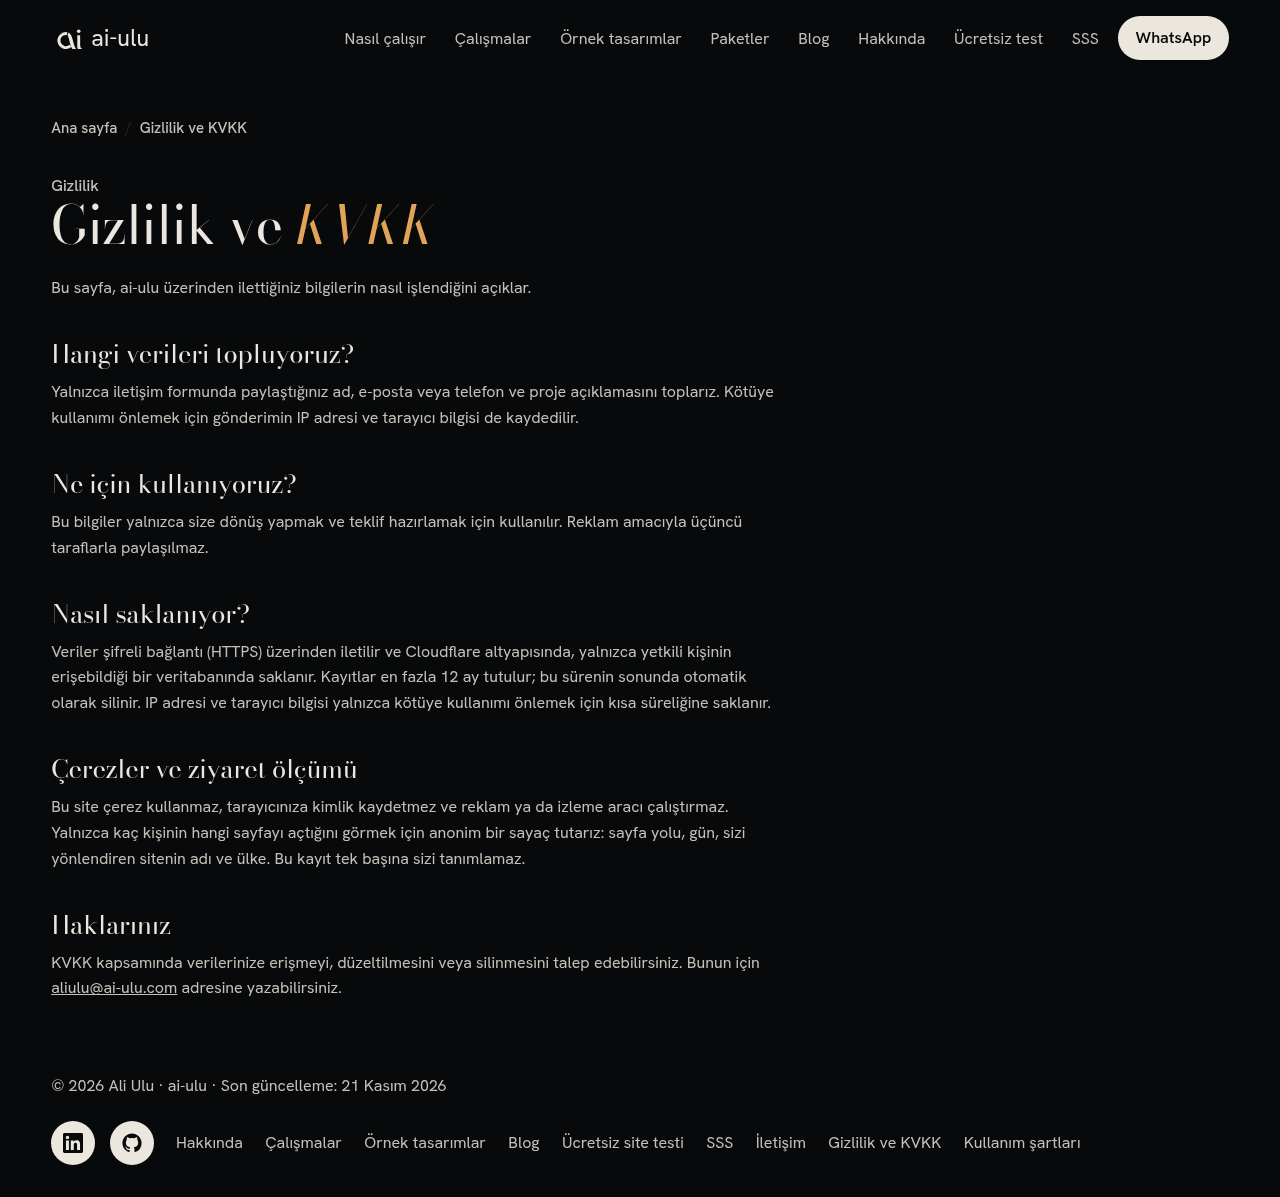 ai ai-ulu
Nasıl çalışır Çalışmalar Örnek tasarımlar Paketler Blog Hakkında Ücretsiz test SSS WhatsApp
Ana sayfa / Gizlilik ve KVKK
Gizlilik
Gizlilik ve KVKK
Bu sayfa, ai-ulu üzerinden ilettiğiniz bilgilerin nasıl işlendiğini açıklar.
Hangi verileri topluyoruz?
Yalnızca iletişim formunda paylaştığınız ad, e-posta veya telefon ve proje açıklamasını toplarız. Kötüye
kullanımı önlemek için gönderimin IP adresi ve tarayıcı bilgisi de kaydedilir.
Ne için kullanıyoruz?
Bu bilgiler yalnızca size dönüş yapmak ve teklif hazırlamak için kullanılır. Reklam amacıyla üçüncü
taraflarla paylaşılmaz.
Nasıl saklanıyor?
Veriler şifreli bağlantı (HTTPS) üzerinden iletilir ve Cloudflare altyapısında, yalnızca yetkili kişinin
erişebildiği bir veritabanında saklanır. Kayıtlar en fazla 12 ay tutulur; bu sürenin sonunda otomatik
olarak silinir. IP adresi ve tarayıcı bilgisi yalnızca kötüye kullanımı önlemek için kısa süreliğine saklanır.
Çerezler ve ziyaret ölçümü
Bu site çerez kullanmaz, tarayıcınıza kimlik kaydetmez ve reklam ya da izleme aracı çalıştırmaz.
Yalnızca kaç kişinin hangi sayfayı açtığını görmek için anonim bir sayaç tutarız: sayfa yolu, gün, sizi
yönlendiren sitenin adı ve ülke. Bu kayıt tek başına sizi tanımlamaz.
Haklarınız
KVKK kapsamında verilerinize erişmeyi, düzeltilmesini veya silinmesini talep edebilirsiniz. Bunun için
aliulu@ai-ulu.com adresine yazabilirsiniz.
© 2026 Ali Ulu · ai-ulu · Son güncelleme: 21 Kasım 2026
in Hakkında Çalışmalar Örnek tasarımlar Blog Ücretsiz site testi SSS İletişim Gizlilik ve KVKK Kullanım şartları